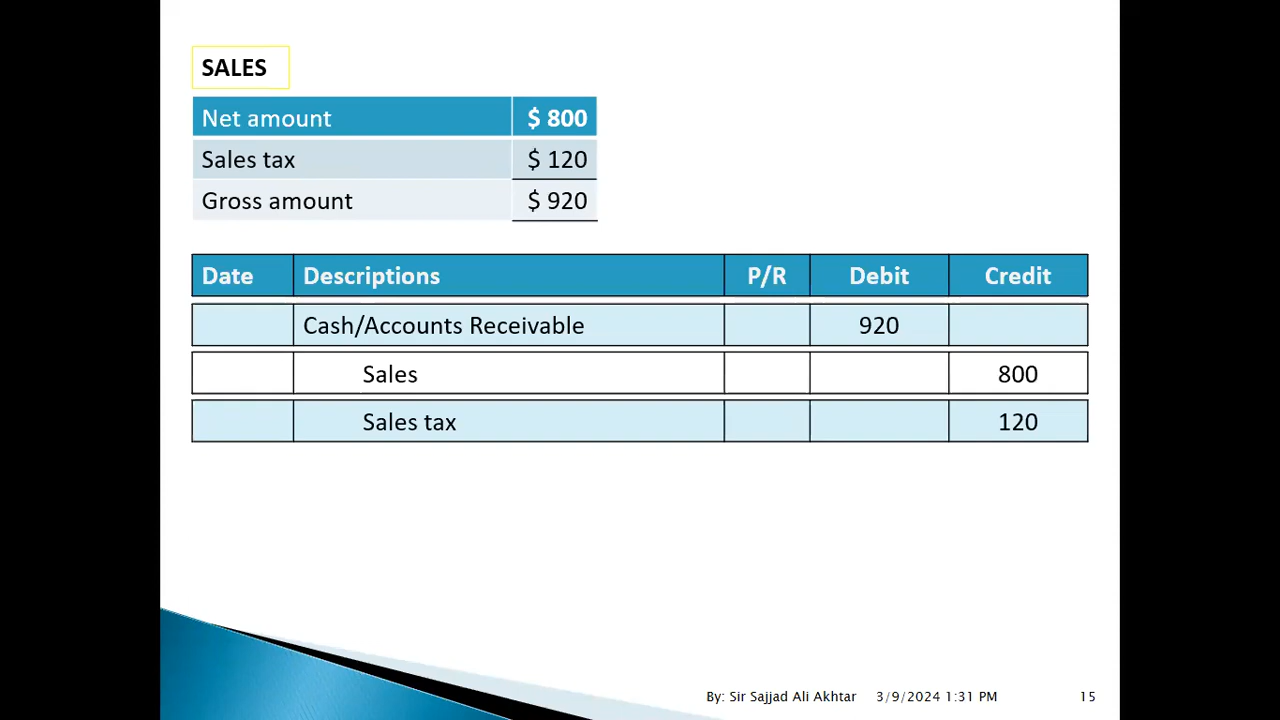 SALES
Net amount $ 800
Sales tax $ 120
Gross amount $ 920
Date Descriptions P/R Debit Credit
Cash/Accounts Receivable 920
Sales 800
Sales tax 120
By: Sir Sajjad Ali Akhtar 3/9/2024 1:31 PM 15